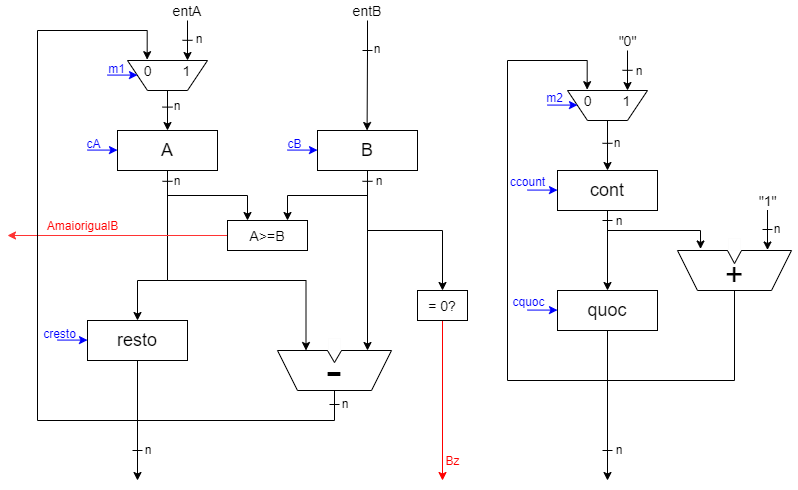 entA
entB
n
n
"0"
n
m1
0 1
m2
0 1
n
n
cA
A
cB
B
n
n
ccount
cont
n
"1"
n
AmaiorigualB
A>=B
+
cquoc
quoc
= 0?
cresto
resto
-
n
n
Bz
n